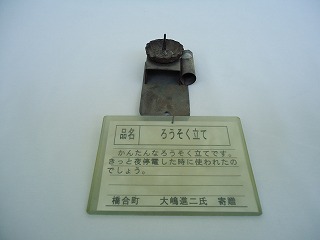 品名 ろうそく立て
かんたんなろうそく立てです。
きっと夜停電した時に使われたの
でしょう。
橋合町 大嶋進二氏 寄贈